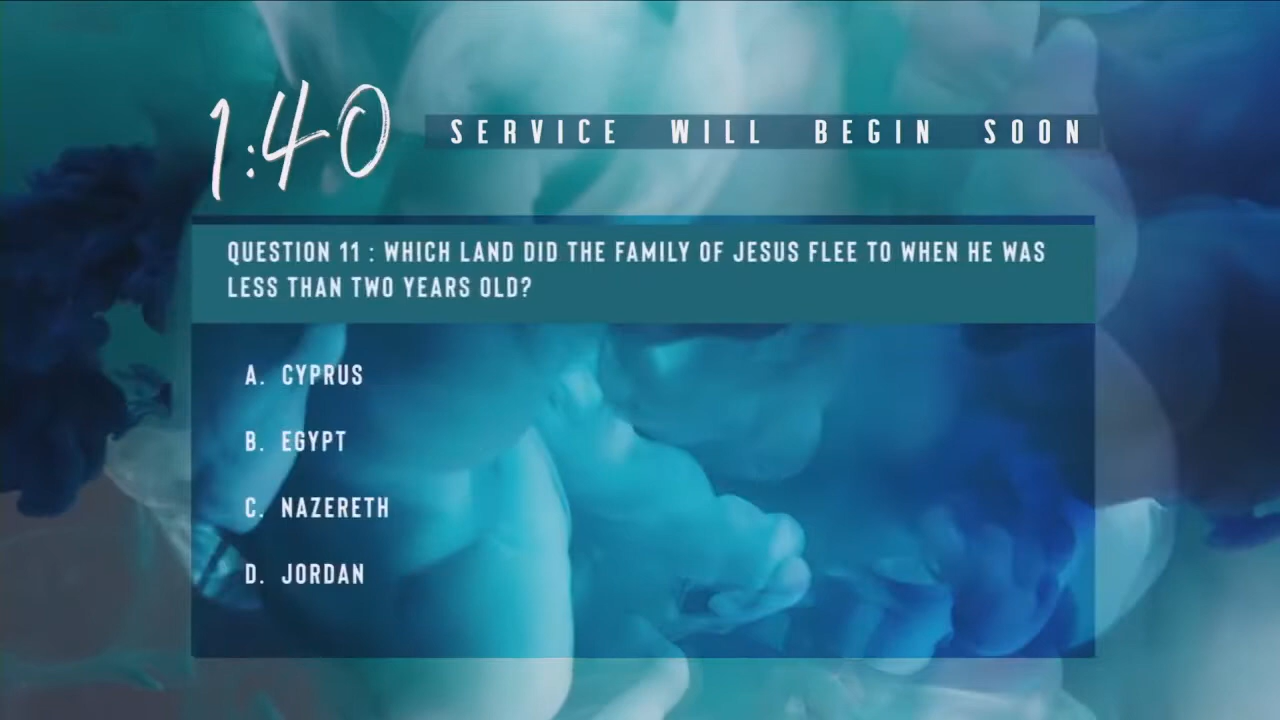 1:40
SERVICE WILL BEGIN SOON
QUESTION 11 : WHICH LAND DID THE FAMILY OF JESUS FLEE TO WHEN HE WAS
LESS THAN TWO YEARS OLD?
A. CYPRUS
B. EGYPT
C. NAZERETH
D. JORDAN